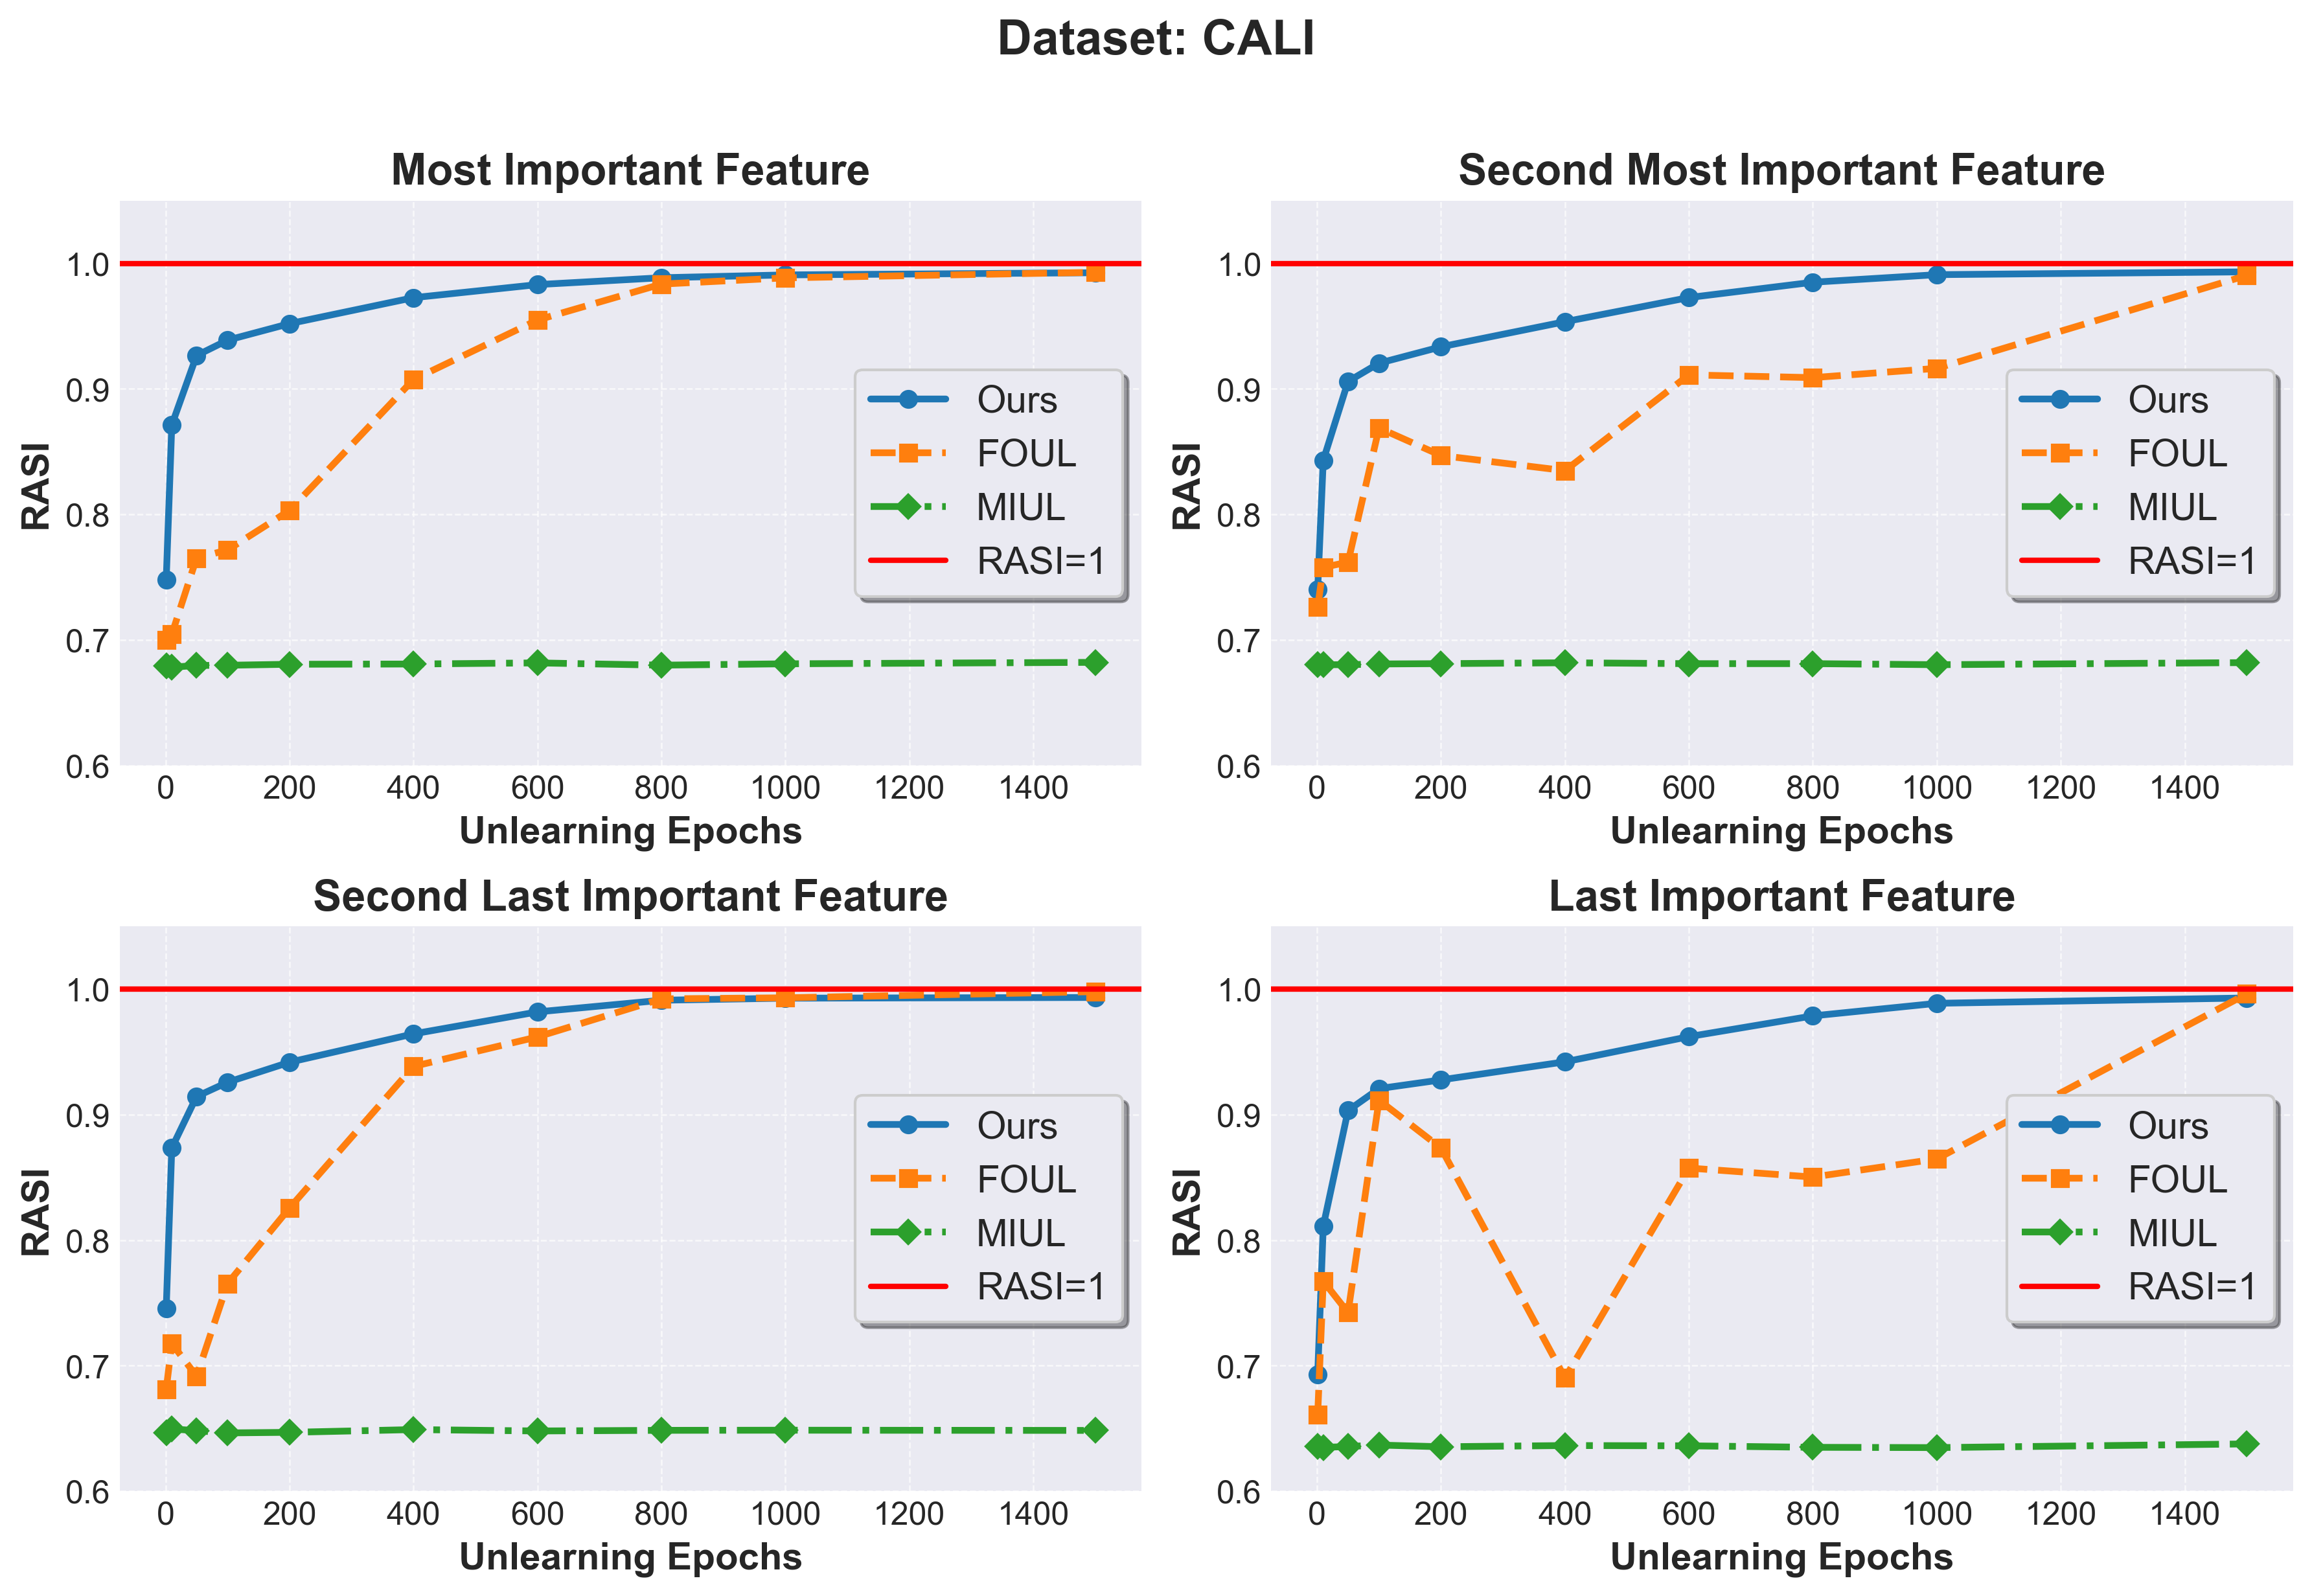 Dataset: CALI
Most Important Feature
RASI
1.0
0.9
0.8
0.7
0.6
Ours
FOUL
MIUL
RASI=1
0 200 400 600 800 1000 1200 1400
Unlearning Epochs
Second Most Important Feature
RASI
1.0
0.9
0.8
0.7
0.6
Ours
FOUL
MIUL
RASI=1
0 200 400 600 800 1000 1200 1400
Unlearning Epochs
Second Last Important Feature
RASI
1.0
0.9
0.8
0.7
0.6
Ours
FOUL
MIUL
RASI=1
0 200 400 600 800 1000 1200 1400
Unlearning Epochs
Last Important Feature
RASI
1.0
0.9
0.8
0.7
0.6
Ours
FOUL
MIUL
RASI=1
0 200 400 600 800 1000 1200 1400
Unlearning Epochs